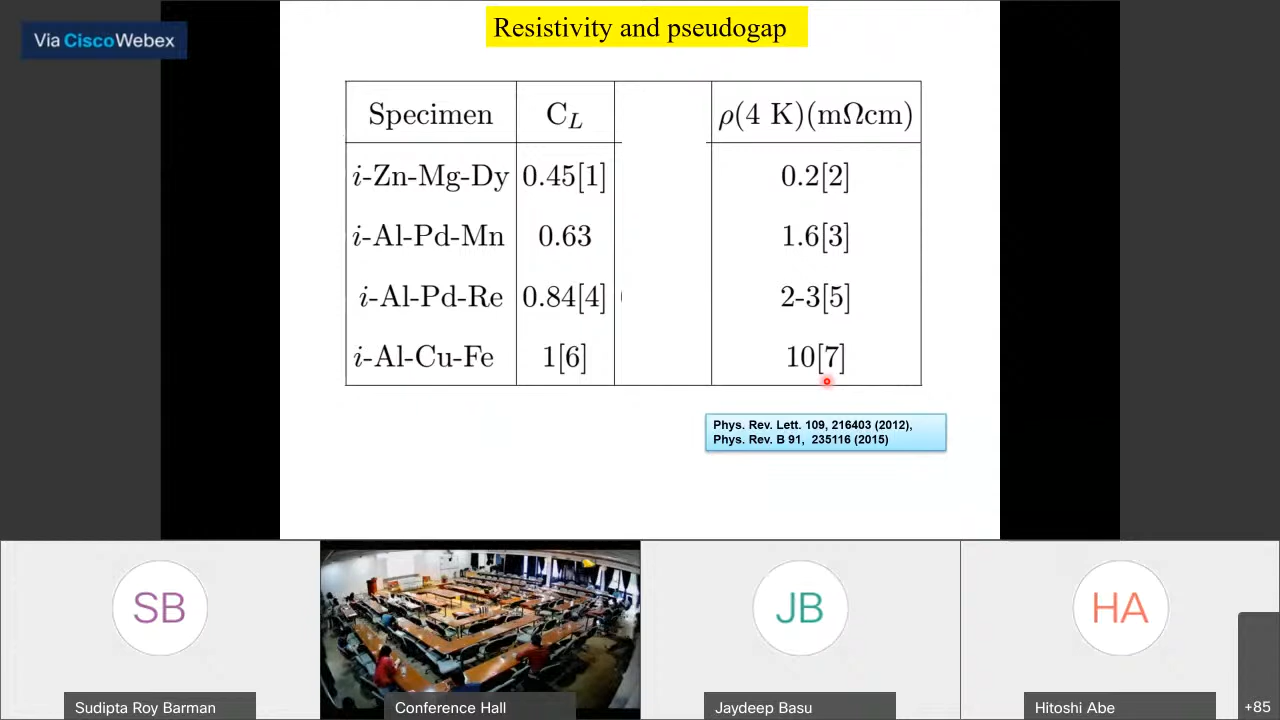 Via Cisco Webex
Resistivity and pseudogap
Specimen C_L ρ(4 K)(mΩcm)
i-Zn-Mg-Dy 0.45[1] 0.2[2]
i-Al-Pd-Mn 0.63 1.6[3]
i-Al-Pd-Re 0.84[4] 2-3[5]
i-Al-Cu-Fe 1[6] 10[7]
Phys. Rev. Lett. 109, 216403 (2012),
Phys. Rev. B 91, 235116 (2015)
SB
JB
HA
Sudipta Roy Barman
Conference Hall
Jaydeep Basu
Hitoshi Abe
+85